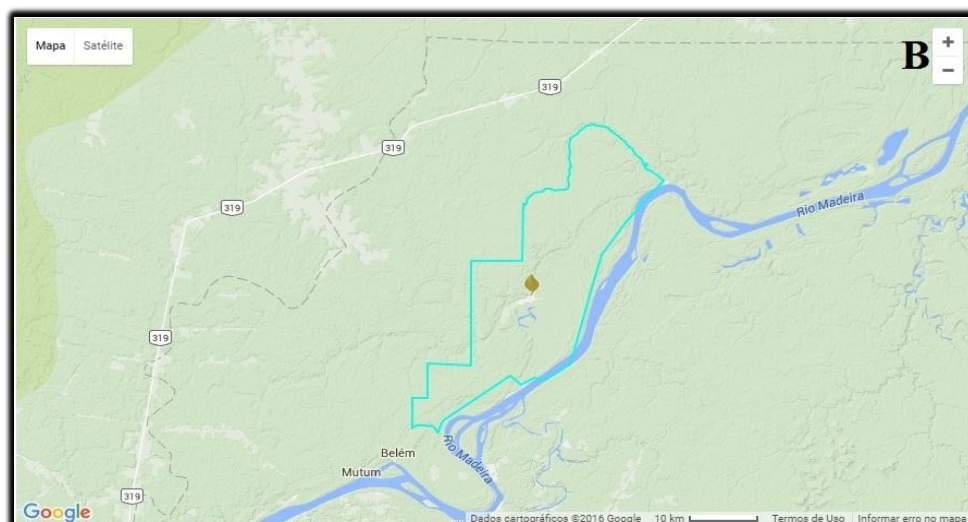 Mapa Satélite
B
+
−
319
319
319
319
319
Rio Madeira
Rio Madeira
Belém
Mutum
Google
Dados cartográficos ©2016 Google 10 km Termos de Uso Informar erro no mapa